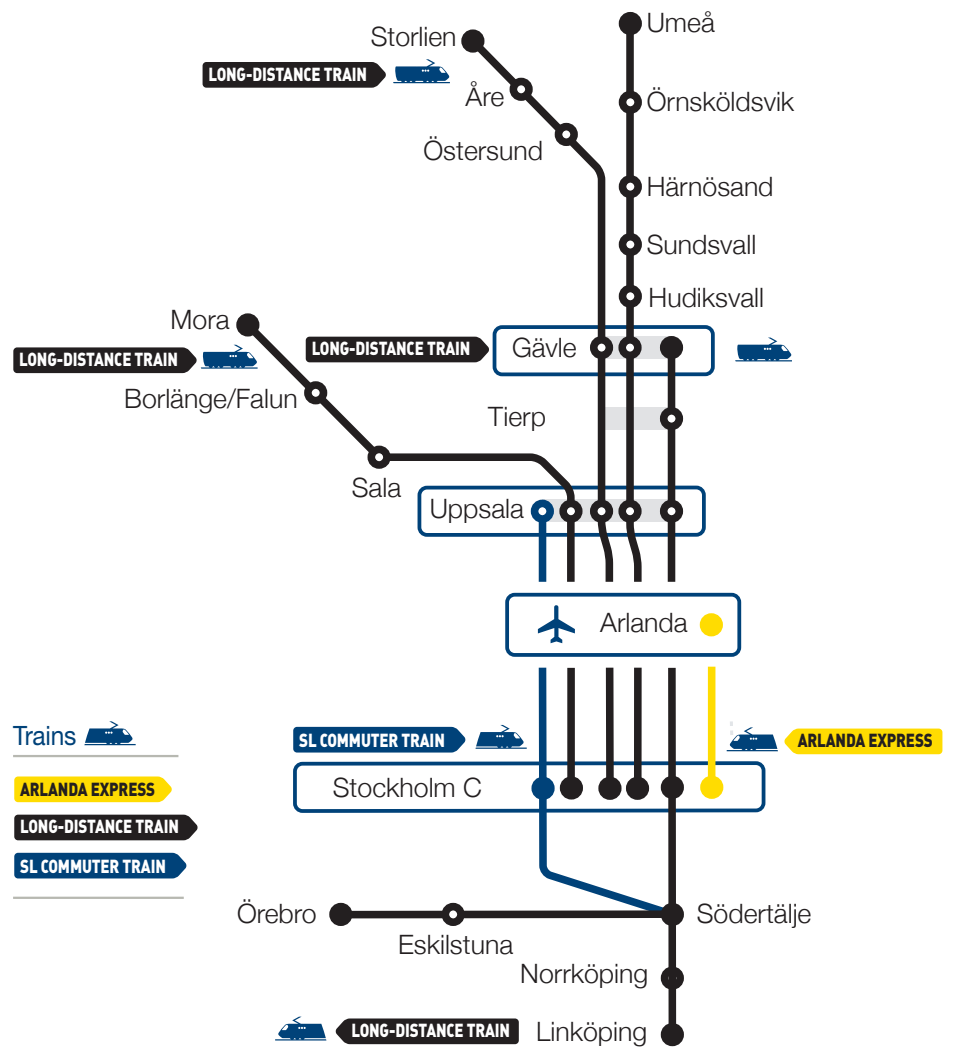 Storlien
Umeå
LONG-DISTANCE TRAIN
Åre
Örnsköldsvik
Östersund
Härnösand
Sundsvall
Hudiksvall
Mora
LONG-DISTANCE TRAIN
LONG-DISTANCE TRAIN
Gävle
Borlänge/Falun
Tierp
Sala
Uppsala
Arlanda
Trains
SL COMMUTER TRAIN
ARLANDA EXPRESS
ARLANDA EXPRESS
Stockholm C
LONG-DISTANCE TRAIN
SL COMMUTER TRAIN
Örebro
Södertälje
Eskilstuna
Norrköping
LONG-DISTANCE TRAIN
Linköping